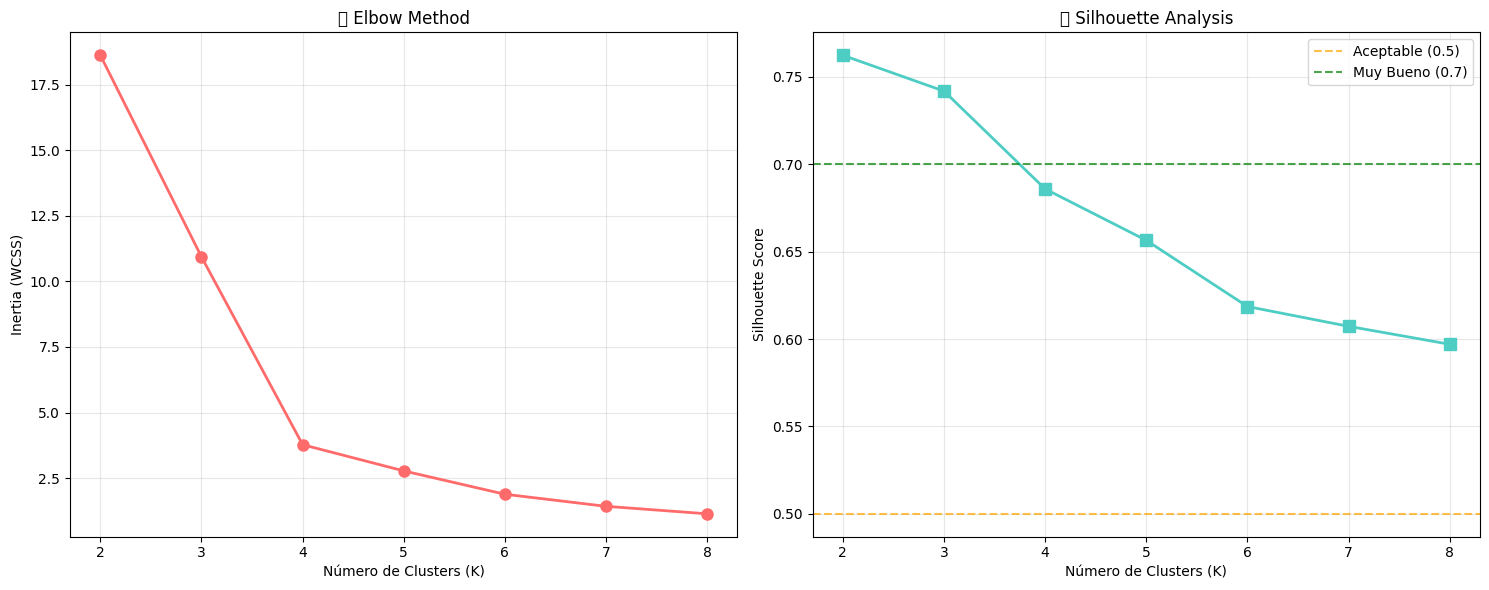 Elbow Method
Inertia (WCSS)
17.5
15.0
12.5
10.0
7.5
5.0
2.5
2 3 4 5 6 7 8
Número de Clusters (K)
Silhouette Analysis
Aceptable (0.5)
Muy Bueno (0.7)
Silhouette Score
0.75
0.70
0.65
0.60
0.55
0.50
2 3 4 5 6 7 8
Número de Clusters (K)